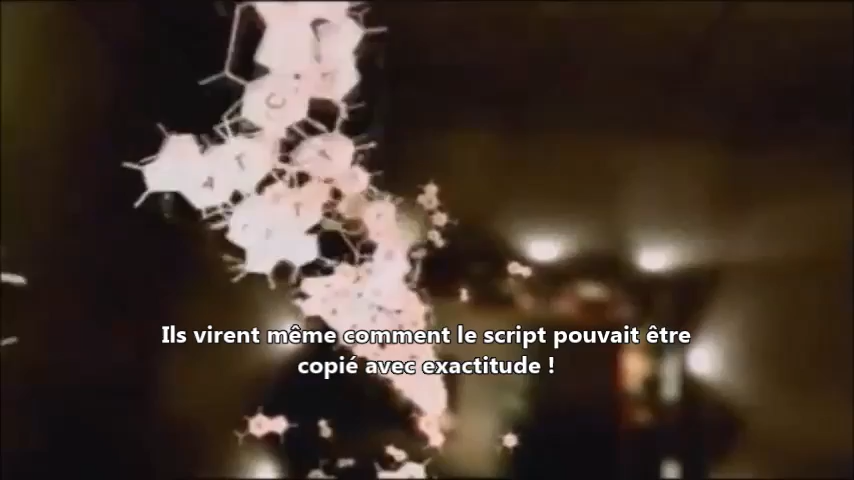 Ils virent même comment le script pouvait être
copié avec exactitude !